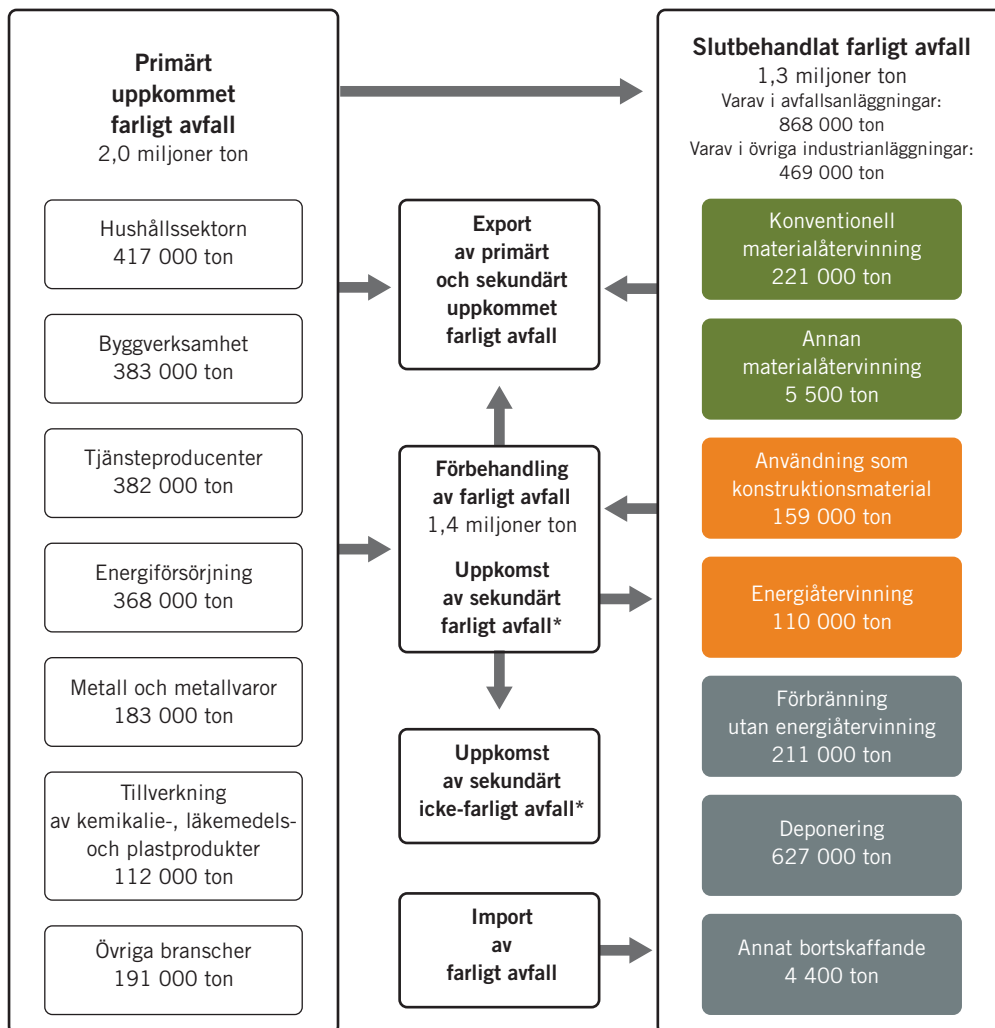 Primärt
uppkommet
farligt avfall
2,0 miljoner ton
Hushållssektorn
417 000 ton
Byggverksamhet
383 000 ton
Tjänsteproducenter
382 000 ton
Energiförsörjning
368 000 ton
Metall och metallvaror
183 000 ton
Tillverkning
av kemikalie-, läkemedels-
och plastprodukter
112 000 ton
Övriga branscher
191 000 ton
Export
av primärt
och sekundärt
uppkommet
farligt avfall
Förbehandling
av farligt avfall
1,4 miljoner ton
Uppkomst
av sekundärt
farligt avfall*
Uppkomst
av sekundärt
icke-farligt avfall*
Import
av
farligt avfall
Slutbehandlat farligt avfall
1,3 miljoner ton
Varav i avfallsanläggningar:
868 000 ton
Varav i övriga industrianläggningar:
469 000 ton
Konventionell
materialåtervinning
221 000 ton
Annan
materialåtervinning
5 500 ton
Användning som
konstruktionsmaterial
159 000 ton
Energiåtervinning
110 000 ton
Förbränning
utan energiåtervinning
211 000 ton
Deponering
627 000 ton
Annat bortskaffande
4 400 ton